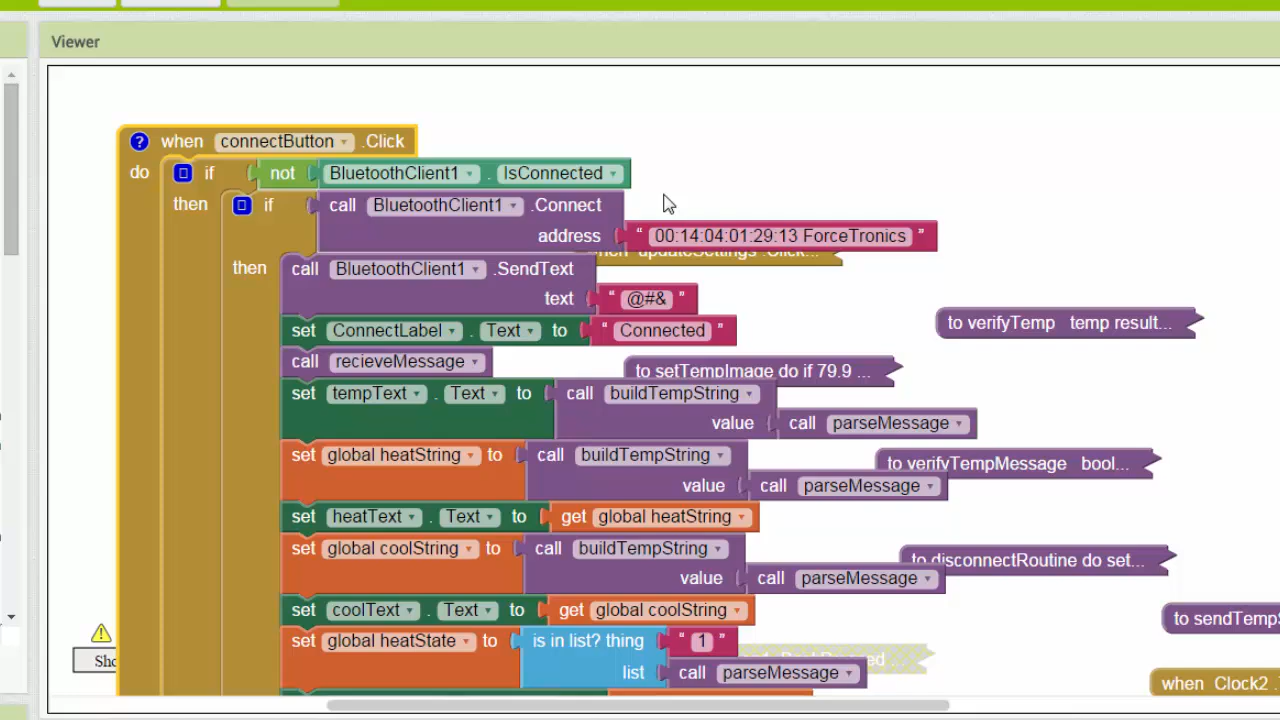 Viewer
when connectButton .Click
do if not BluetoothClient1 . IsConnected
then if call BluetoothClient1 .Connect
address " 00:14:04:01:29:13 ForceTronics "
when updateSettings .Click...
then call BluetoothClient1 .SendText
text " @#& "
set ConnectLabel . Text to " Connected "
to verifyTemp temp result...
call recieveMessage
to setTempImage do if 79.9 ...
set tempText . Text to call buildTempString
value call parseMessage
set global heatString to call buildTempString
to verifyTempMessage bool...
value call parseMessage
set heatText . Text to get global heatString
set global coolString to call buildTempString
to disconnectRoutine do set...
value call parseMessage
set coolText . Text to get global coolString
to sendTempS
set global heatState to is in list? thing " 1 "
list call parseMessage
Sho
when Clock2 .